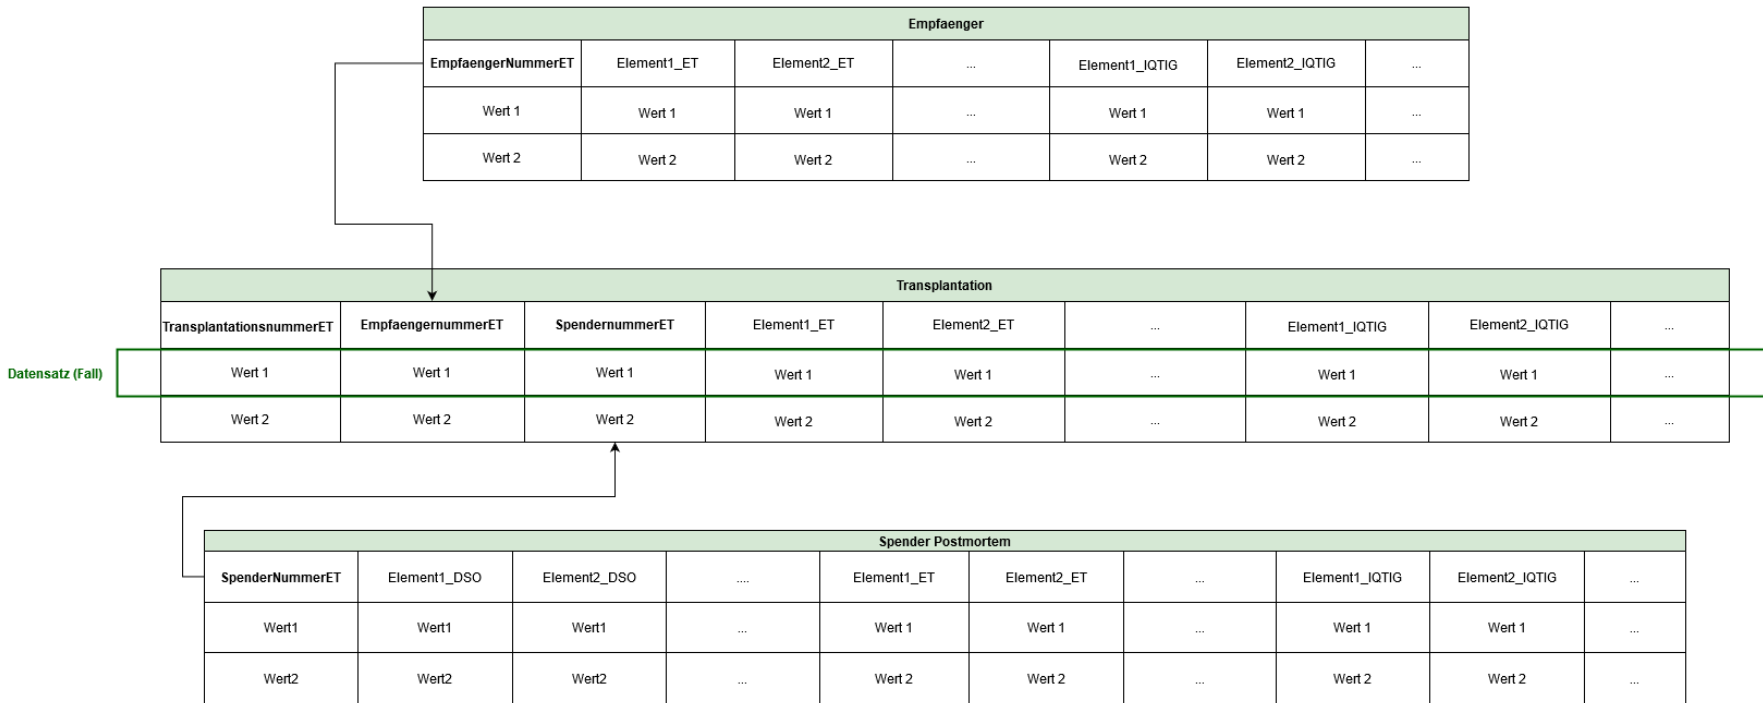 Empfaenger
EmpfaengerNummerET Element1_ET Element2_ET ... Element1_IQTIG Element2_IQTIG ...
Wert 1 Wert 1 Wert 1 ... Wert 1 Wert 1 ...
Wert 2 Wert 2 Wert 2 ... Wert 2 Wert 2 ...
Transplantation
TransplantationsnummerET EmpfaengernummerET SpendernummerET Element1_ET Element2_ET ... Element1_IQTIG Element2_IQTIG ...
Datensatz (Fall) Wert 1 Wert 1 Wert 1 Wert 1 Wert 1 ... Wert 1 Wert 1 ...
Wert 2 Wert 2 Wert 2 Wert 2 Wert 2 ... Wert 2 Wert 2 ...
Spender Postmortem
SpenderNummerET Element1_DSO Element2_DSO .... Element1_ET Element2_ET ... Element1_IQTIG Element2_IQTIG ...
Wert1 Wert1 Wert1 ... Wert 1 Wert 1 ... Wert 1 Wert 1 ...
Wert2 Wert2 Wert2 ... Wert 2 Wert 2 ... Wert 2 Wert 2 ...